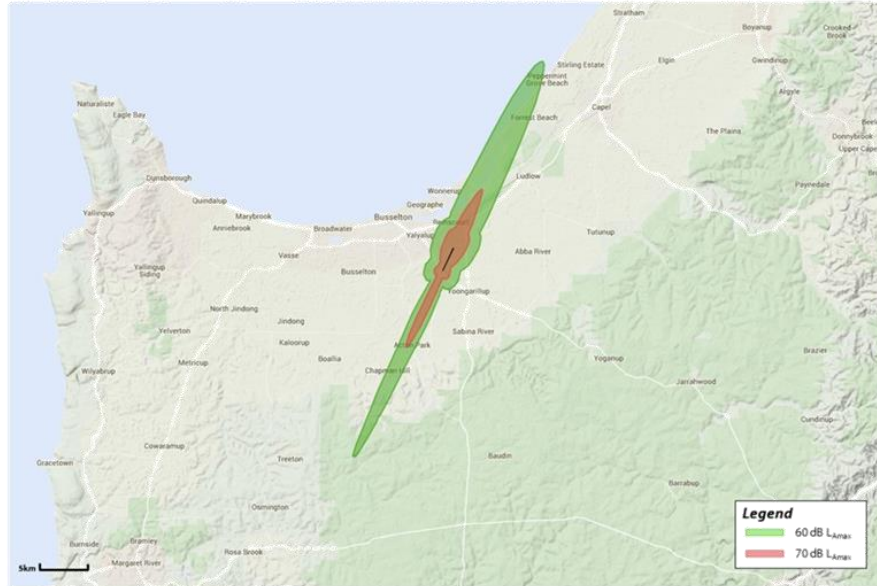 Stratham
Boyanup
Crooked
Brook
Elgin
Gwindinup
Stirling Estate
Peppermint
Grove Beach
Naturaliste
Eagle Bay
Argyle
Capel
Forrest Beach
The Plains
Donnybrook
Upper Cape
Dunsborough
Ludlow
Paynedale
Wonnerup
Quindalup
Geographe
Yallingup
Marybrook
Busselton
Anniebrook
Broadwater
Yalyalup
Tutunup
Vasse
Abba River
Yallingup
Siding
Busselton
Yoongarillup
North Jindong
Jindong
Sabina River
Yelverton
Kaloorup
Acton Park
Brazier
Metricup
Boallia
Yoganup
Wilyabrup
Chapman Hill
Jarrahwood
Cundinup
Cowaramup
Treeton
Baudin
Gracetown
Barrabup
Osmington
Legend
60 dB LAmax
Burnside
Bramley
Rosa Brook
70 dB LAmax
Margaret River
5km